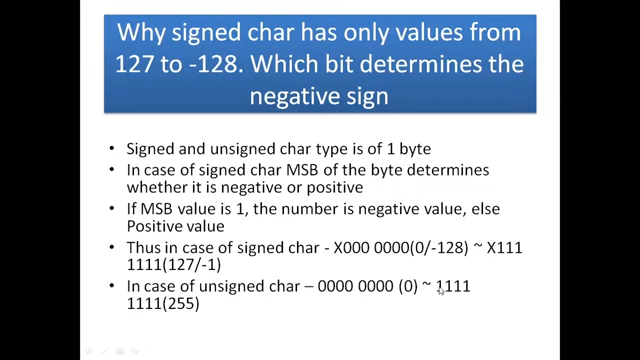 Why signed char has only values from
127 to -128. Which bit determines the
negative sign
• Signed and unsigned char type is of 1 byte
• In case of signed char MSB of the byte determines
whether it is negative or positive
• If MSB value is 1, the number is negative value, else
Positive value
• Thus in case of signed char - X000 0000(0/-128) ~ X111
1111(127/-1)
• In case of unsigned char – 0000 0000 (0) ~ 1111
1111(255)